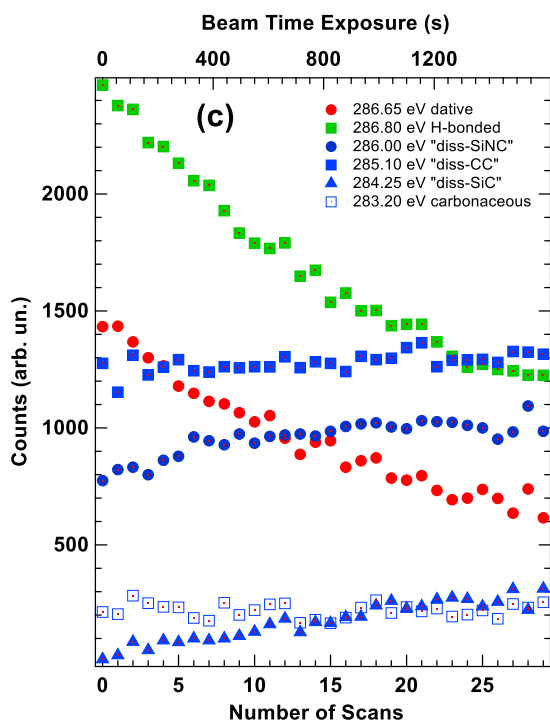 Beam Time Exposure (s)
0 400 800 1200
(c)
286.65 eV dative
286.80 eV H-bonded
286.00 eV "diss-SiNC"
285.10 eV "diss-CC"
284.25 eV "diss-SiC"
283.20 eV carbonaceous
2000
1500
1000
500
Counts (arb. un.)
0 5 10 15 20 25
Number of Scans